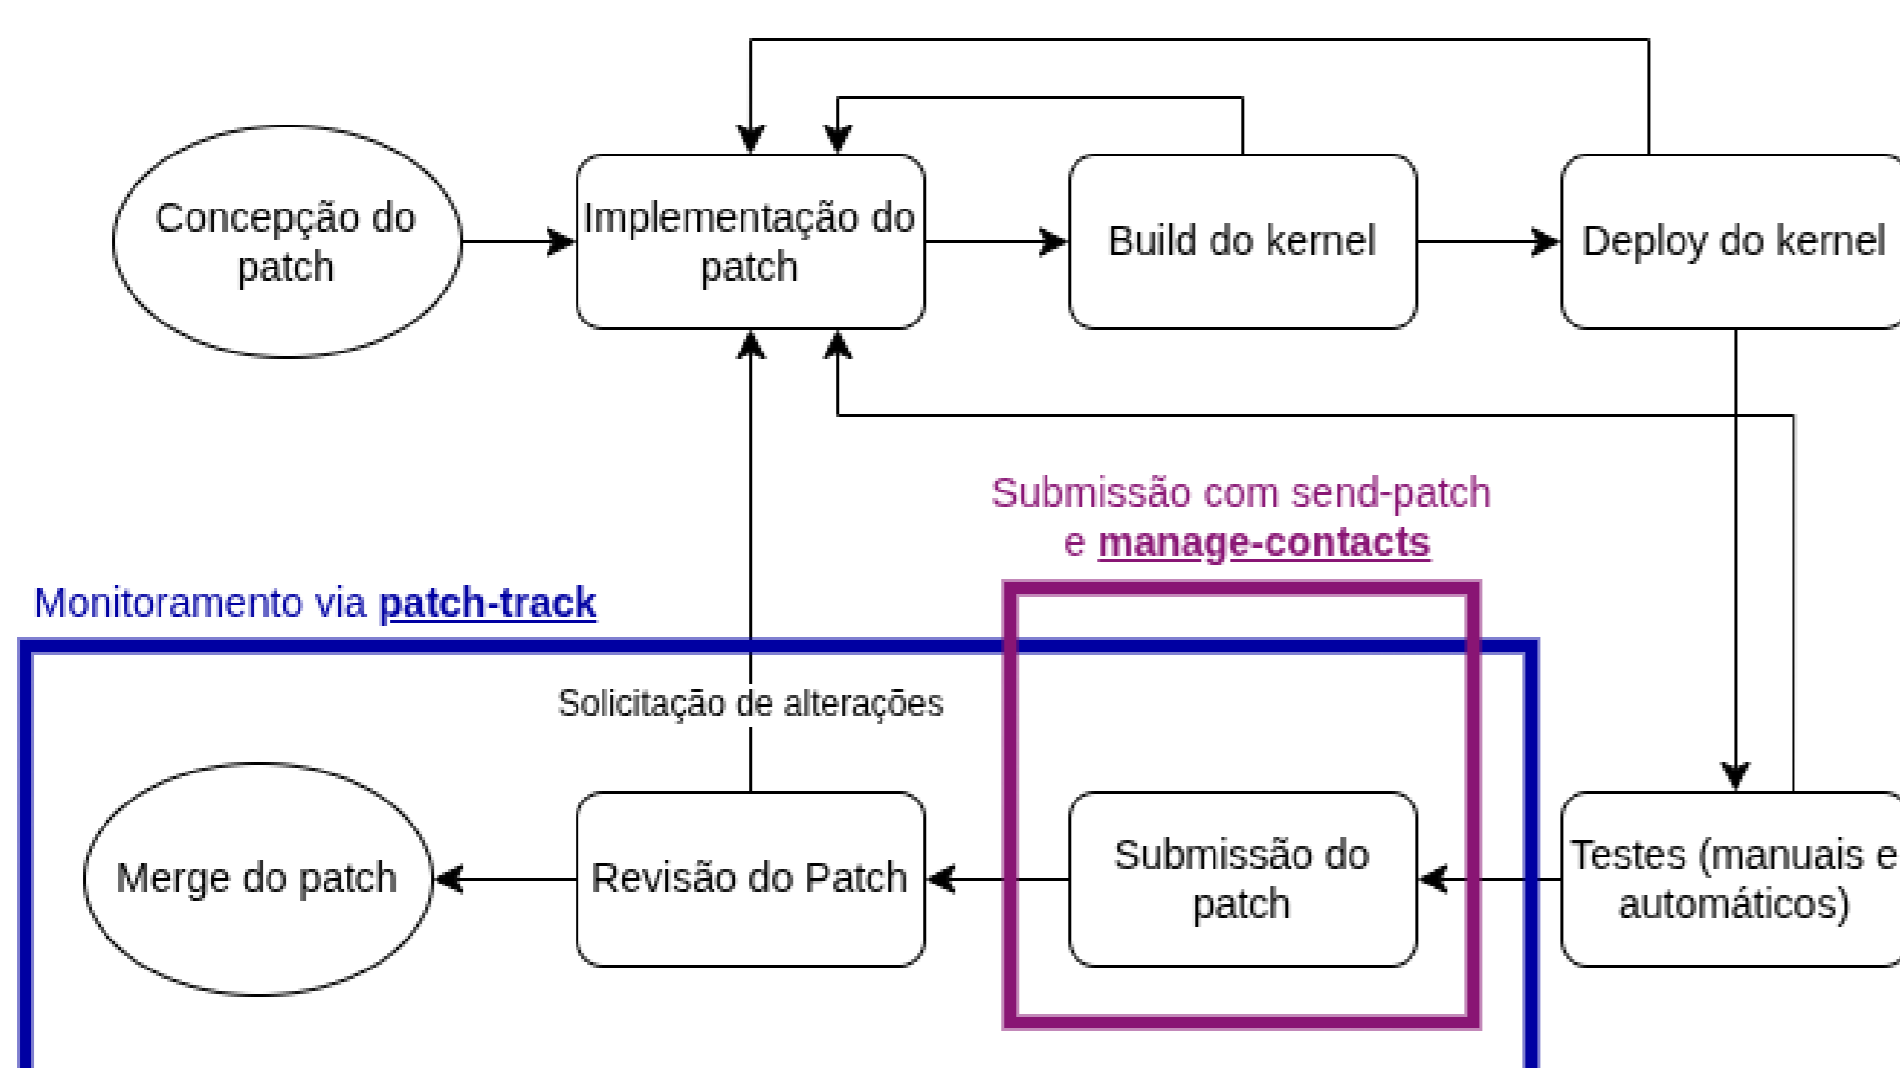 Concepção do
patch
Implementação do
patch
Build do kernel
Deploy do kernel
Submissão com send-patch
e manage-contacts
Monitoramento via patch-track
Solicitação de alterações
Merge do patch
Revisão do Patch
Submissão do
patch
Testes (manuais e
automáticos)